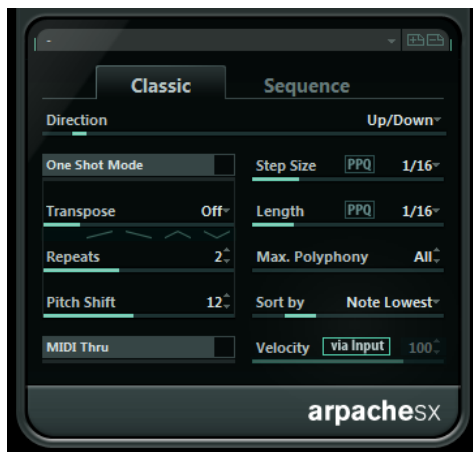 -
Classic Sequence
Direction Up/Down
One Shot Mode Step Size PPQ 1/16
Transpose Off Length PPQ 1/16
Repeats 2 Max. Polyphony All
Pitch Shift 12 Sort by Note Lowest
MIDI Thru Velocity via Input 100
arpacheSX